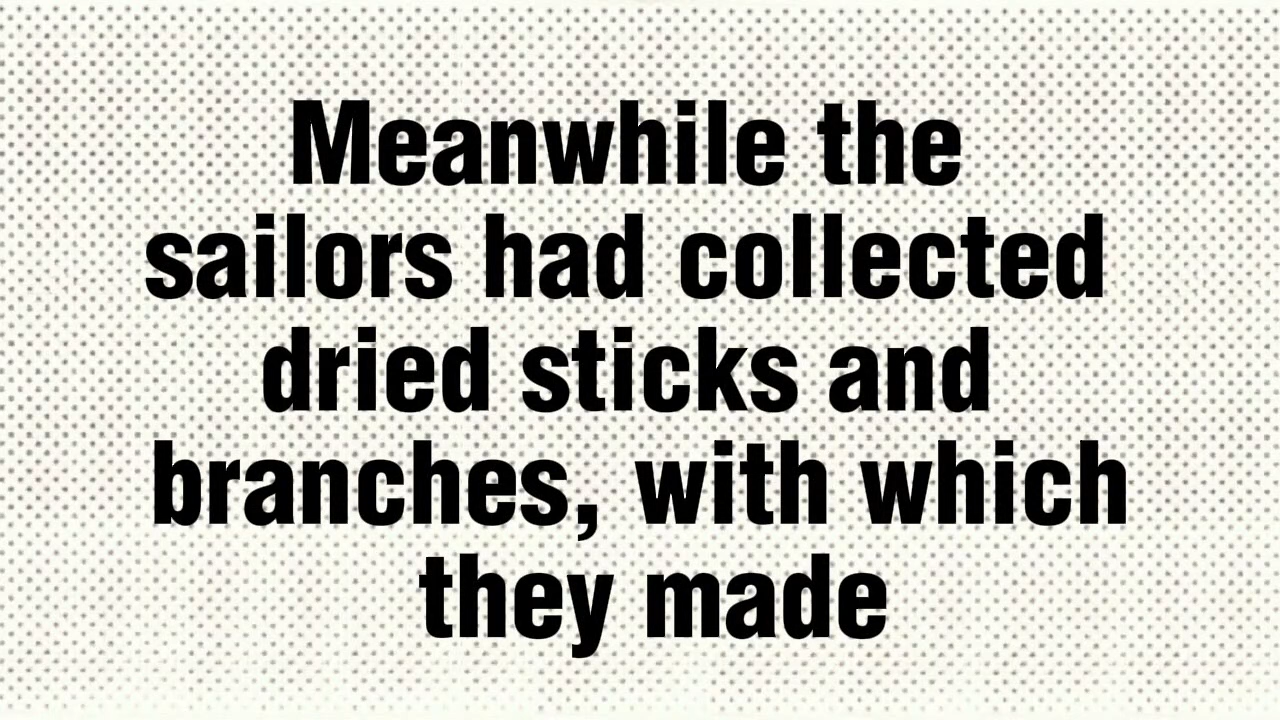 Meanwhile the
sailors had collected
dried sticks and
branches, with which
they made